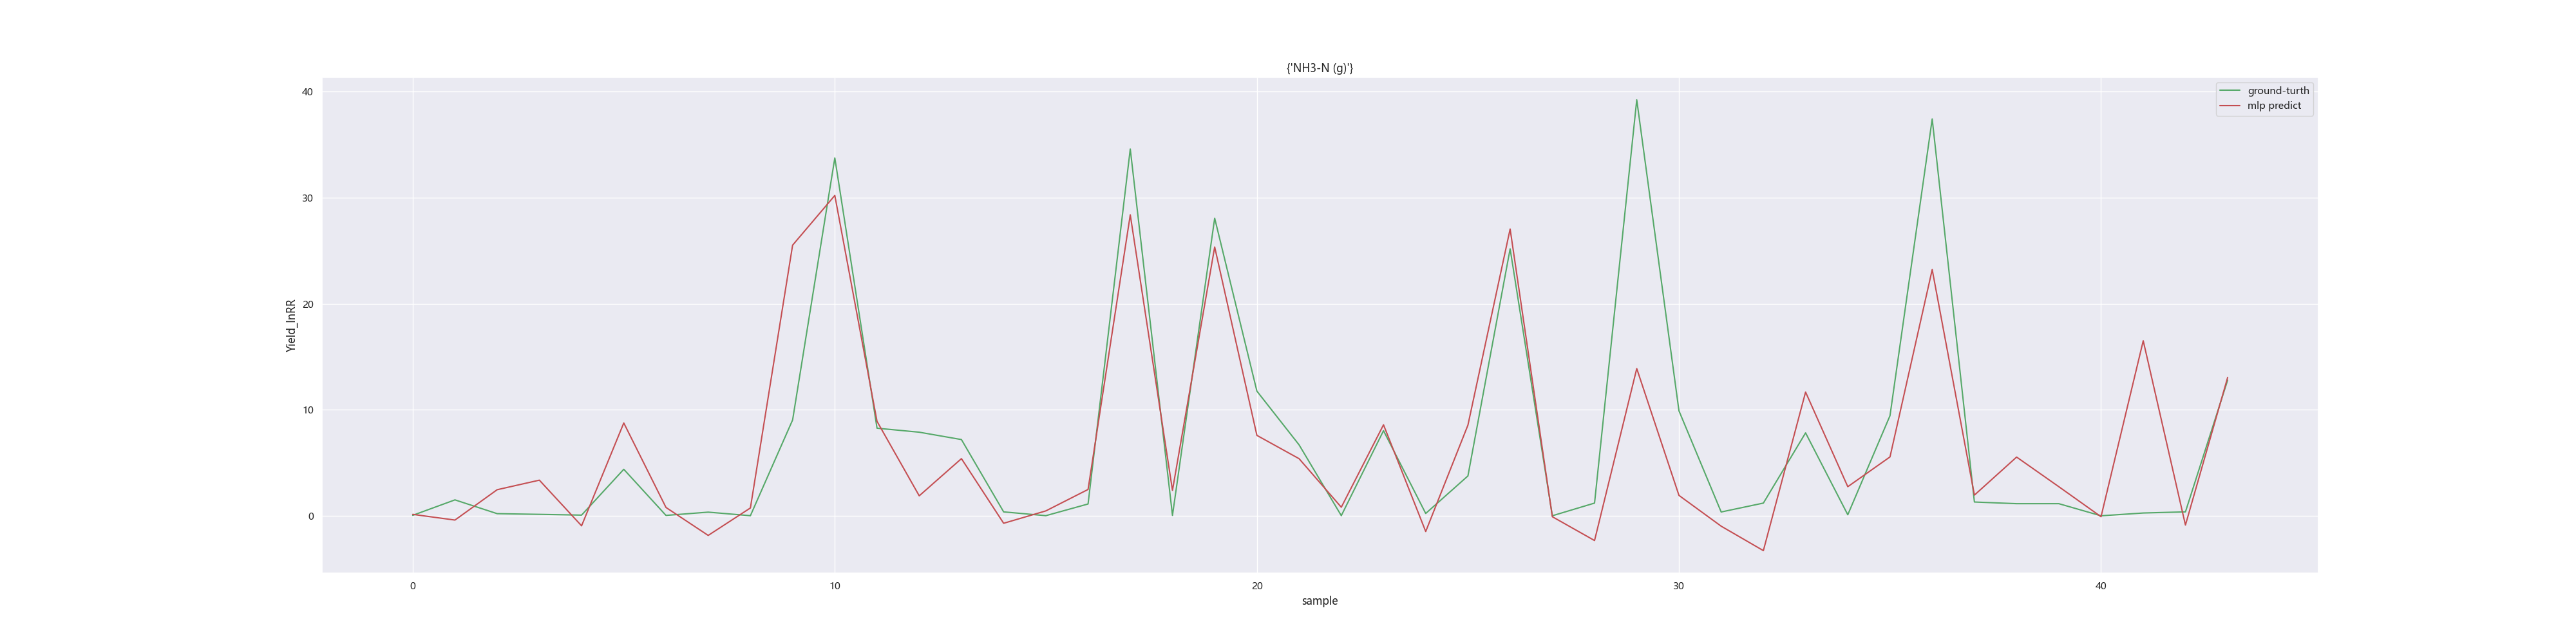 {'NH3-N (g)'}
ground-turth
mlp predict
40
30
20
10
0
Yield_lnRR
0 10 20 30 40
sample